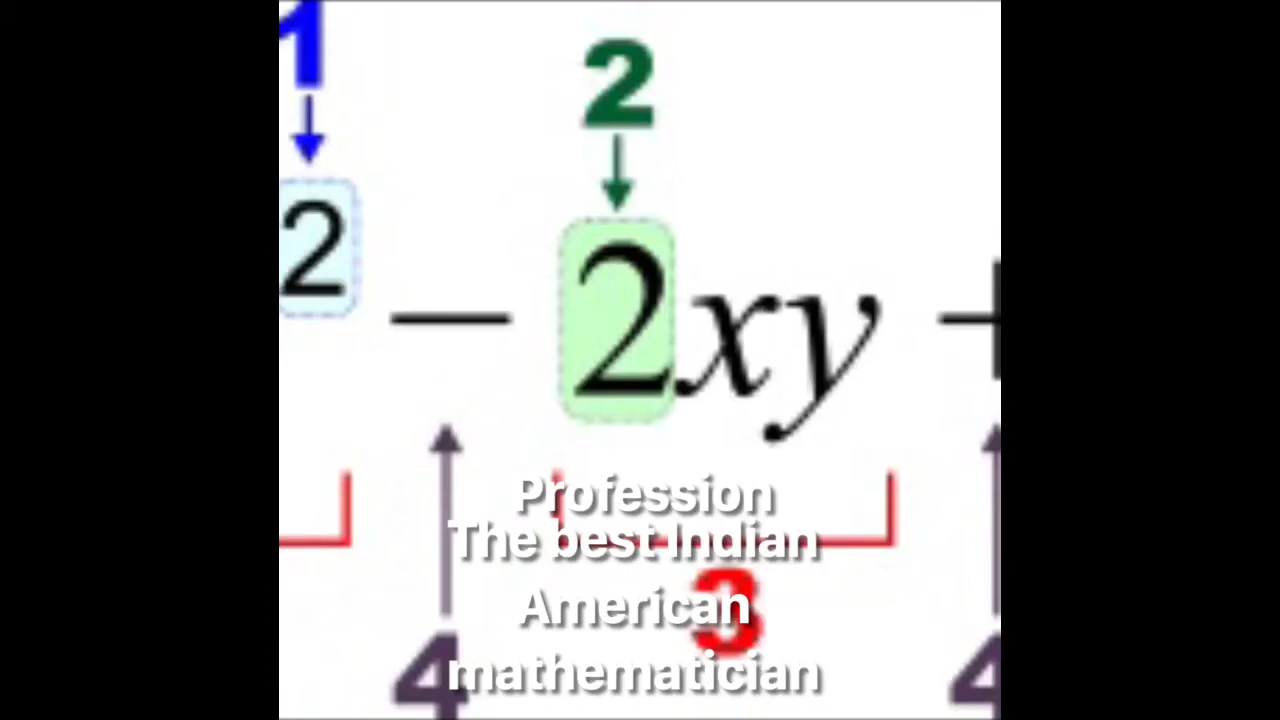 1
2
2
− 2xy +
Profession
The best Indian
American
3
mathematician
4
4